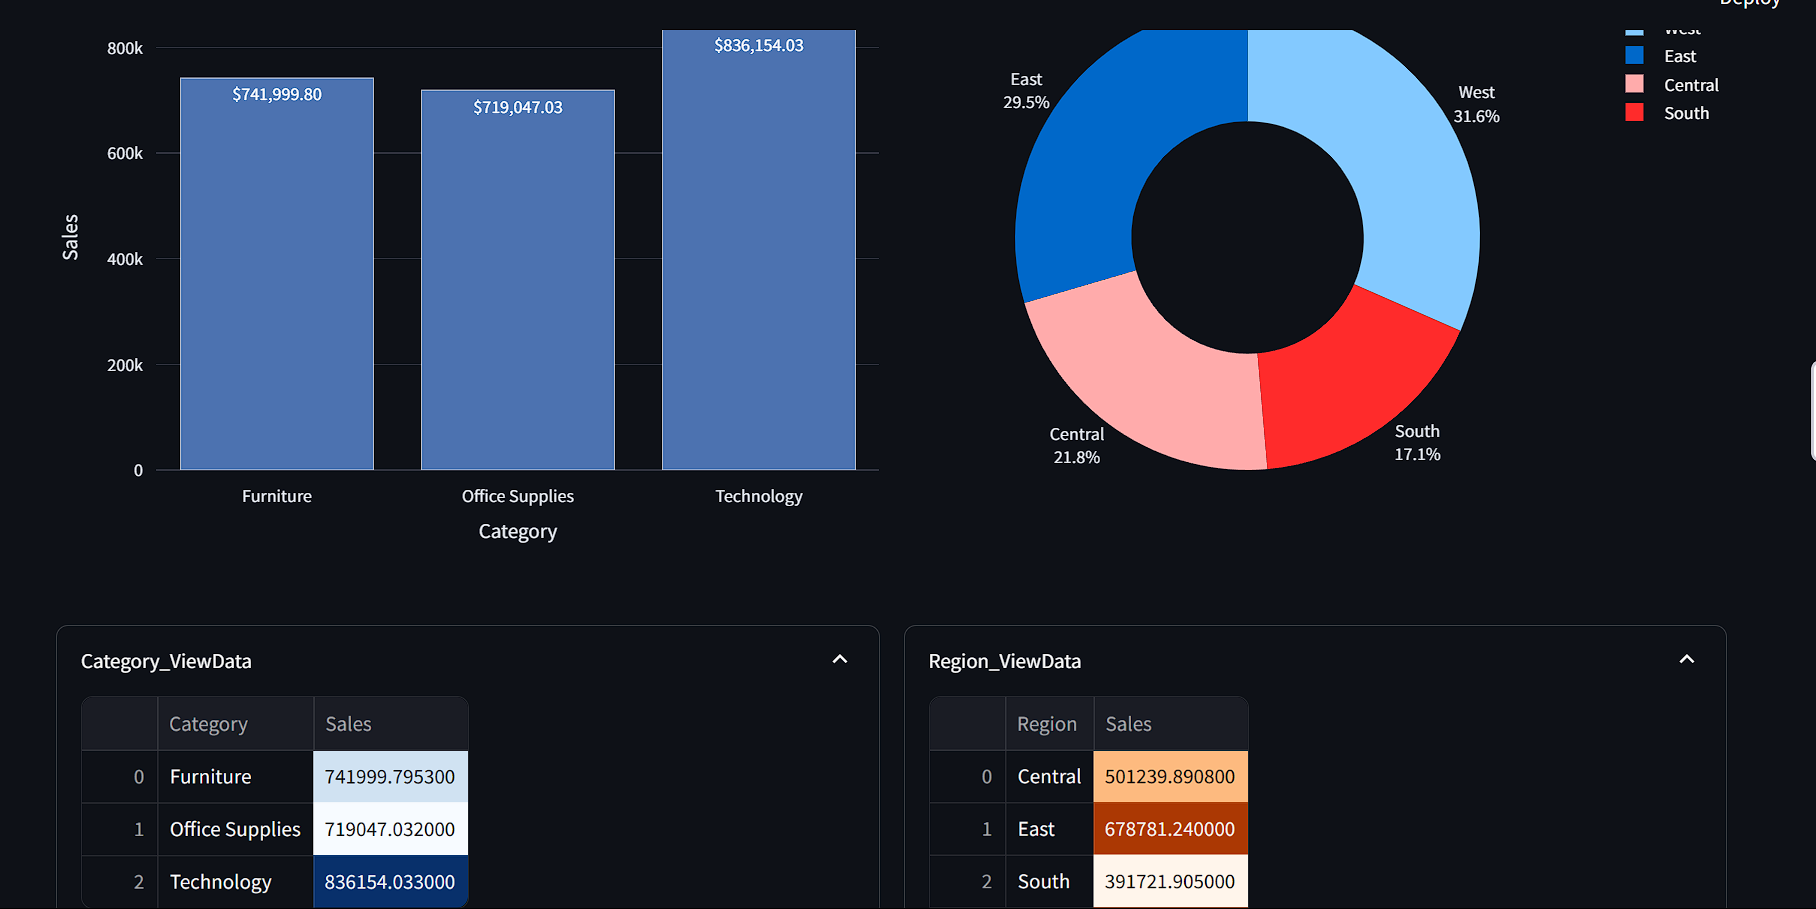 Deploy
800k
600k
400k
200k
0
Sales
$741,999.80
$719,047.03
$836,154.03
Furniture
Office Supplies
Technology
Category
East
29.5%
West
31.6%
Central
21.8%
South
17.1%
West
East
Central
South
Category_ViewData
Category Sales
0 Furniture 741999.795300
1 Office Supplies 719047.032000
2 Technology 836154.033000
Region_ViewData
Region Sales
0 Central 501239.890800
1 East 678781.240000
2 South 391721.905000